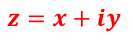 z = x + iy